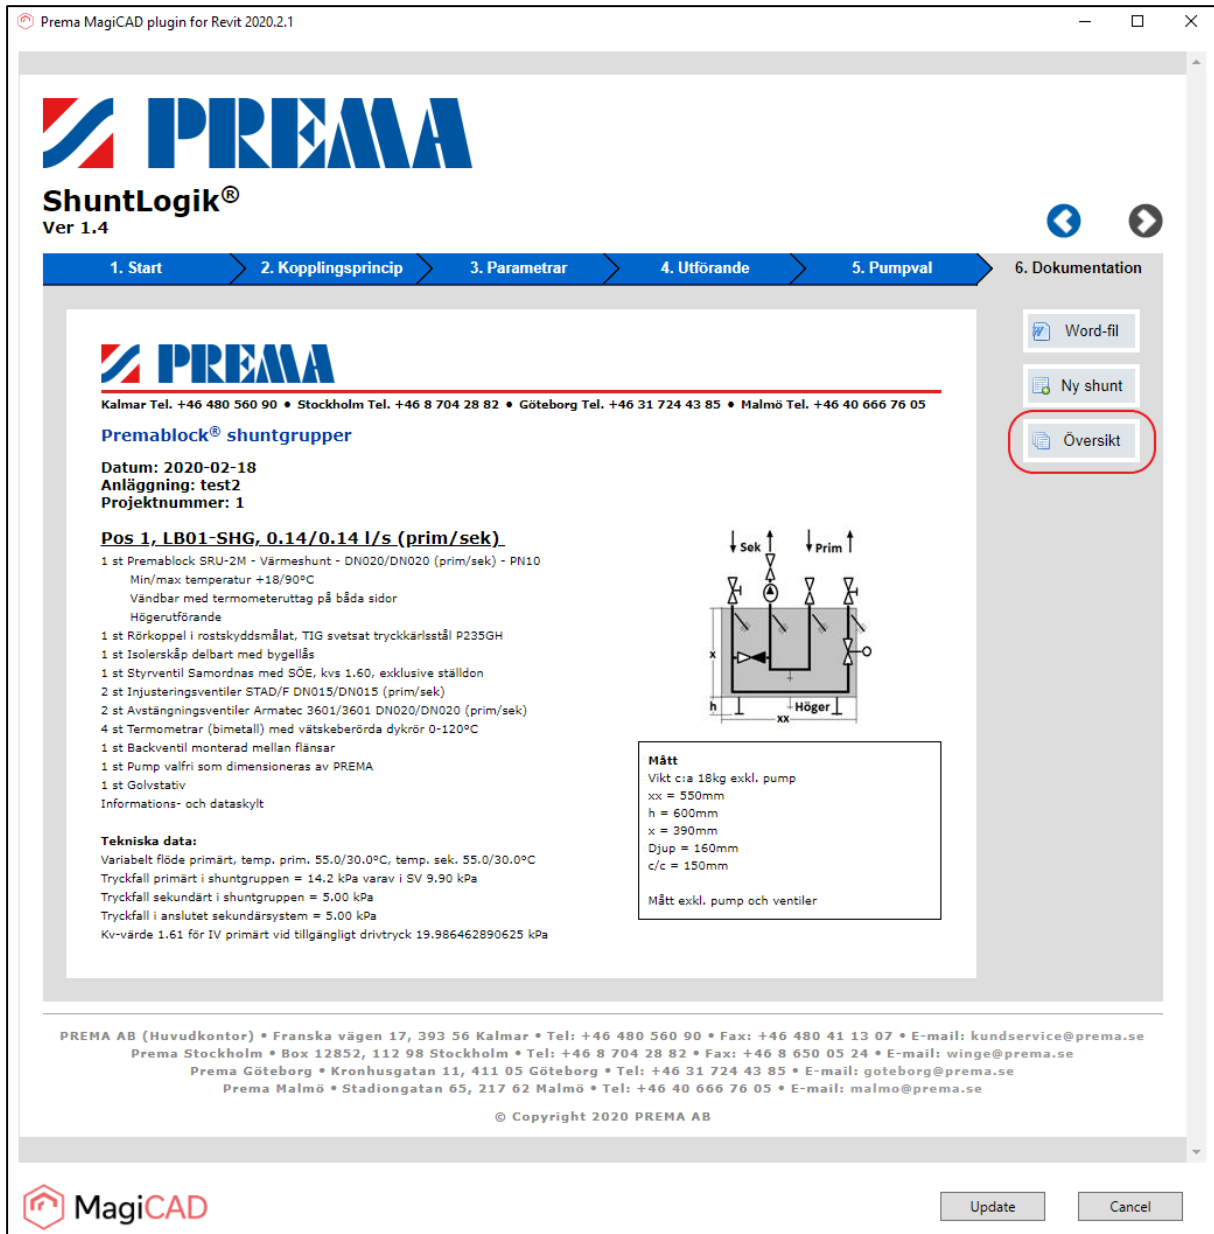 Prema MagiCAD plugin for Revit 2020.2.1
PREMA
ShuntLogik®
Ver 1.4
1. Start
2. Kopplingsprincip
3. Parametrar
4. Utförande
5. Pumpval
6. Dokumentation
Word-fil
Ny shunt
Översikt
PREMA
Kalmar Tel. +46 480 560 90 • Stockholm Tel. +46 8 704 28 82 • Göteborg Tel. +46 31 724 43 85 • Malmö Tel. +46 40 666 76 05
Premablock® shuntgrupper
Datum: 2020-02-18
Anläggning: test2
Projektnummer: 1
Pos 1, LB01-SHG, 0.14/0.14 l/s (prim/sek)
1 st Premablock SRU-2M - Värmeshunt - DN020/DN020 (prim/sek) - PN10
Min/max temperatur +18/90°C
Vändbar med termometeruttag på båda sidor
Högerutförande
1 st Rörkoppel i rostskyddsmålat, TIG svetsat tryckkärlsstål P235GH
1 st Isolerskåp delbart med bygellås
1 st Styrventil Samordnas med SÖE, kvs 1.60, exklusive ställdon
2 st Injusteringsventiler STAD/F DN015/DN015 (prim/sek)
2 st Avstängningsventiler Armatec 3601/3601 DN020/DN020 (prim/sek)
4 st Termometrar (bimetall) med vätskeberörda dykrör 0-120°C
1 st Backventil monterad mellan flänsar
1 st Pump valfri som dimensioneras av PREMA
1 st Golvstativ
Informations- och dataskylt
Tekniska data:
Variabelt flöde primärt, temp. prim. 55.0/30.0°C, temp. sek. 55.0/30.0°C
Tryckfall primärt i shuntgruppen = 14.2 kPa varav i SV 9.90 kPa
Tryckfall sekundärt i shuntgruppen = 5.00 kPa
Tryckfall i anslutet sekundärsystem = 5.00 kPa
Kv-värde 1.61 för IV primärt vid tillgängligt drivtryck 19.986462890625 kPa
Sek
Prim
x
h
Höger
xx
Mått
Vikt c:a 18kg exkl. pump
xx = 550mm
h = 600mm
x = 390mm
Djup = 160mm
c/c = 150mm
Mått exkl. pump och ventiler
PREMA AB (Huvudkontor) • Franska vägen 17, 393 56 Kalmar • Tel: +46 480 560 90 • Fax: +46 480 41 13 07 • E-mail: kundservice@prema.se
Prema Stockholm • Box 12852, 112 98 Stockholm • Tel: +46 8 704 28 82 • Fax: +46 8 650 05 24 • E-mail: winge@prema.se
Prema Göteborg • Kronhusgatan 11, 411 05 Göteborg • Tel: +46 31 724 43 85 • E-mail: goteborg@prema.se
Prema Malmö • Stadiongatan 65, 217 62 Malmö • Tel: +46 40 666 76 05 • E-mail: malmo@prema.se
© Copyright 2020 PREMA AB
MagiCAD
Update
Cancel